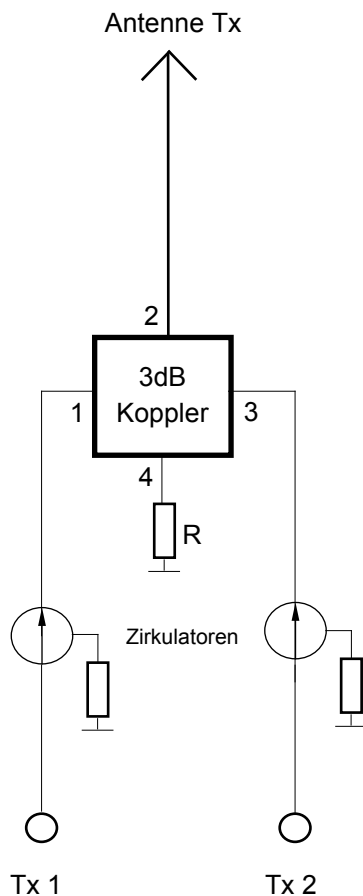 Antenne Tx
2
3dB
1 Koppler 3
4
R
Zirkulatoren
Tx 1 Tx 2